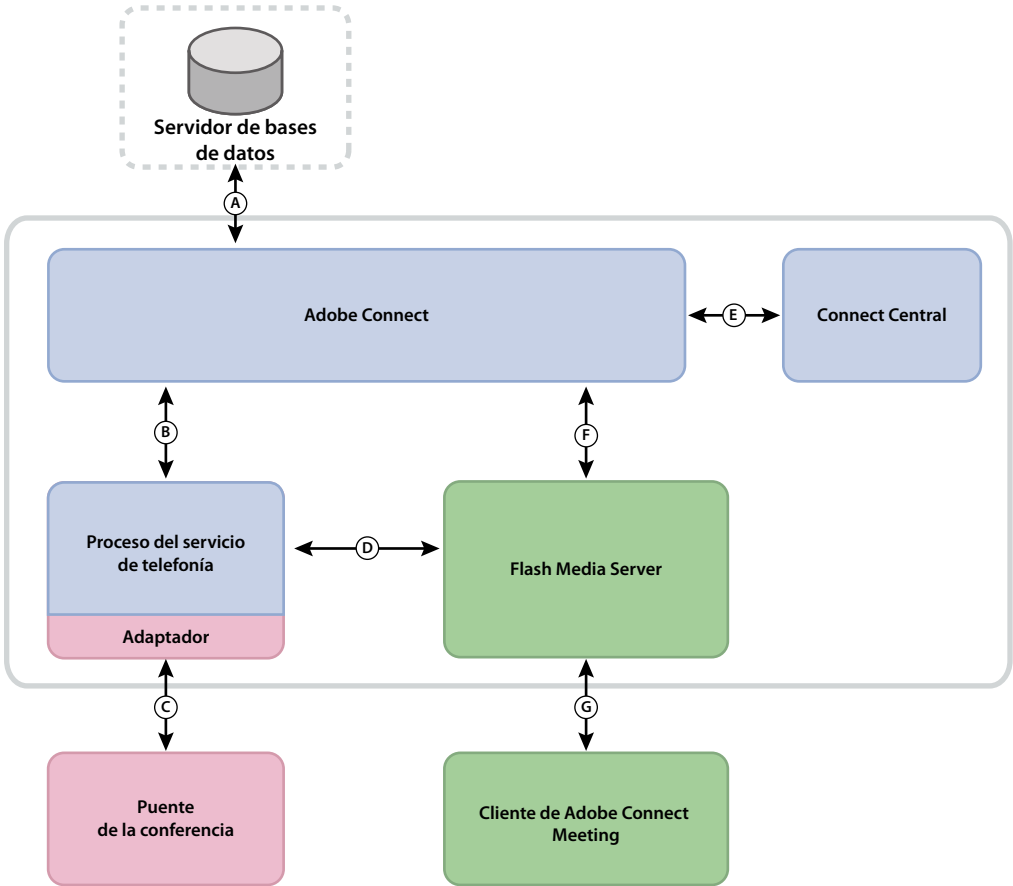 Servidor de bases
de datos
A
Adobe Connect
E
Connect Central
B
F
Proceso del servicio
de telefonía
D
Flash Media Server
Adaptador
C
G
Puente
de la conferencia
Cliente de Adobe Connect
Meeting